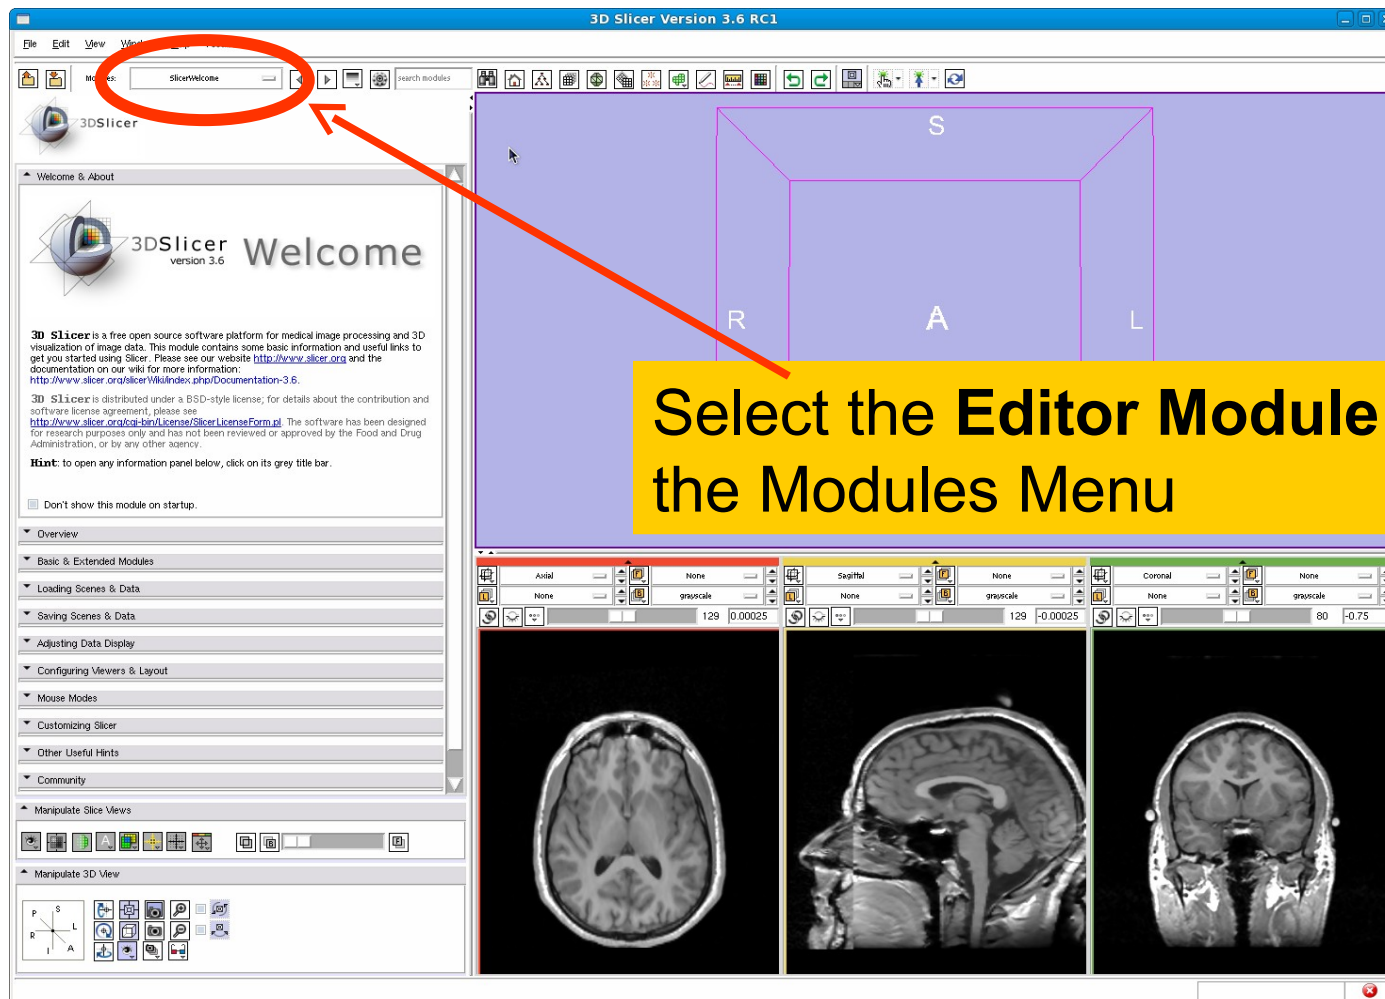 3D Slicer Version 3.6 RC1
File Edit View
SlicerWelcome
search modules
3DSlicer
Welcome & About
3DSlicer
version 3.6
Welcome
3D Slicer is a free open source software platform for medical image processing and 3D
visualization of image data. This module contains some basic information and useful links to
get you started using Slicer. Please see our website http://www.slicer.org and the
documentation on our wiki for more information:
http://www.slicer.org/slicerWiki/index.php/Documentation-3.6.
3D Slicer is distributed under a BSD-style license; for details about the contribution and
software license agreement, please see
http://www.slicer.org/cgi-bin/License/SlicerLicenseForm.pl. The software has been designed
for research purposes only and has not been reviewed or approved by the Food and Drug
Administration, or by any other agency.
Hint: to open any information panel below, click on its grey title bar.
Don't show this module on startup.
Overview
Basic & Extended Modules
Loading Scenes & Data
Saving Scenes & Data
Adjusting Data Display
Configuring Viewers & Layout
Mouse Modes
Customizing Slicer
Other Useful Hints
Community
Manipulate Slice Views
Manipulate 3D View
P S
R L
I A
S
R A L
Select the Editor Module
the Modules Menu
Axial None
None grayscale
129 0.00025
Sagittal None
None grayscale
129 -0.00025
Coronal None
None grayscale
80 -0.75